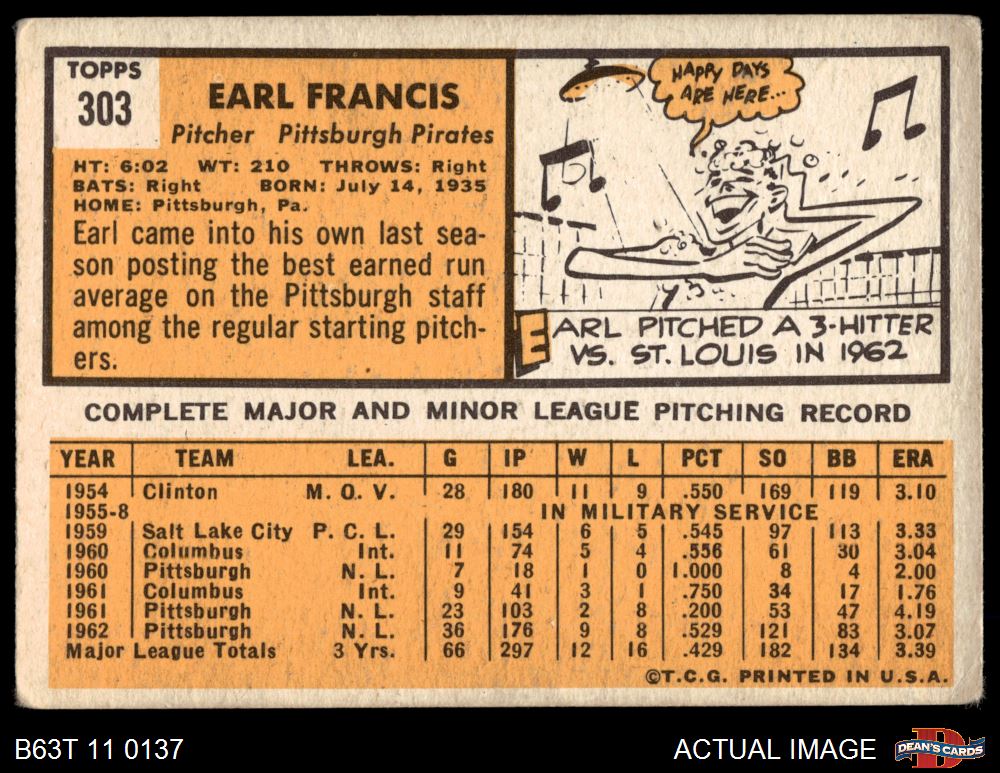 TOPPS
303
EARL FRANCIS
Pitcher Pittsburgh Pirates
HT: 6:02 WT: 210 THROWS: Right
BATS: Right BORN: July 14, 1935
HOME: Pittsburgh, Pa.
Earl came into his own last sea-
son posting the best earned run
average on the Pittsburgh staff
among the regular starting pitch-
ers.
HAPPY DAYS
ARE HERE...
EARL PITCHED A 3-HITTER
VS. ST. LOUIS IN 1962
COMPLETE MAJOR AND MINOR LEAGUE PITCHING RECORD
YEAR TEAM LEA. G IP W L PCT SO BB ERA
1954 Clinton M. O. V. 28 180 11 9 .550 169 119 3.10
1955-8 IN MILITARY SERVICE
1959 Salt Lake City P. C. L. 29 154 6 5 .545 97 113 3.33
1960 Columbus Int. 11 74 5 4 .556 61 30 3.04
1960 Pittsburgh N. L. 7 18 1 0 1.000 8 4 2.00
1961 Columbus Int. 9 41 3 1 .750 34 17 1.76
1961 Pittsburgh N. L. 23 103 2 8 .200 53 47 4.19
1962 Pittsburgh N. L. 36 176 9 8 .529 121 83 3.07
Major League Totals 3 Yrs. 66 297 12 16 .429 182 134 3.39
©T.C.G. PRINTED IN U.S.A.
B63T 11 0137
ACTUAL IMAGE
D
DEAN'S CARDS